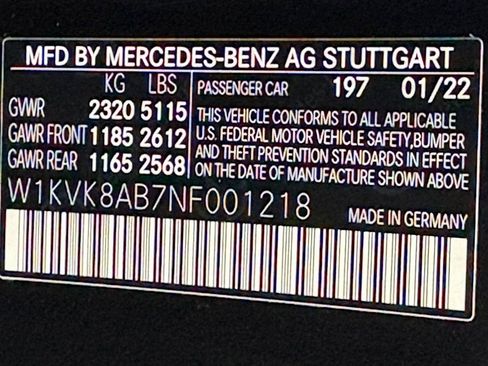 MFD BY MERCEDES-BENZ AG STUTTGART
KG LBS PASSENGER CAR 197 01/22
GVWR 2320 5115
GAWR FRONT 1185 2612
GAWR REAR 1165 2568
THIS VEHICLE CONFORMS TO ALL APPLICABLE
U.S. FEDERAL MOTOR VEHICLE SAFETY,BUMPER
AND THEFT PREVENTION STANDARDS IN EFFECT
ON THE DATE OF MANUFACTURE SHOWN ABOVE
W1KVK8AB7NF001218 MADE IN GERMANY